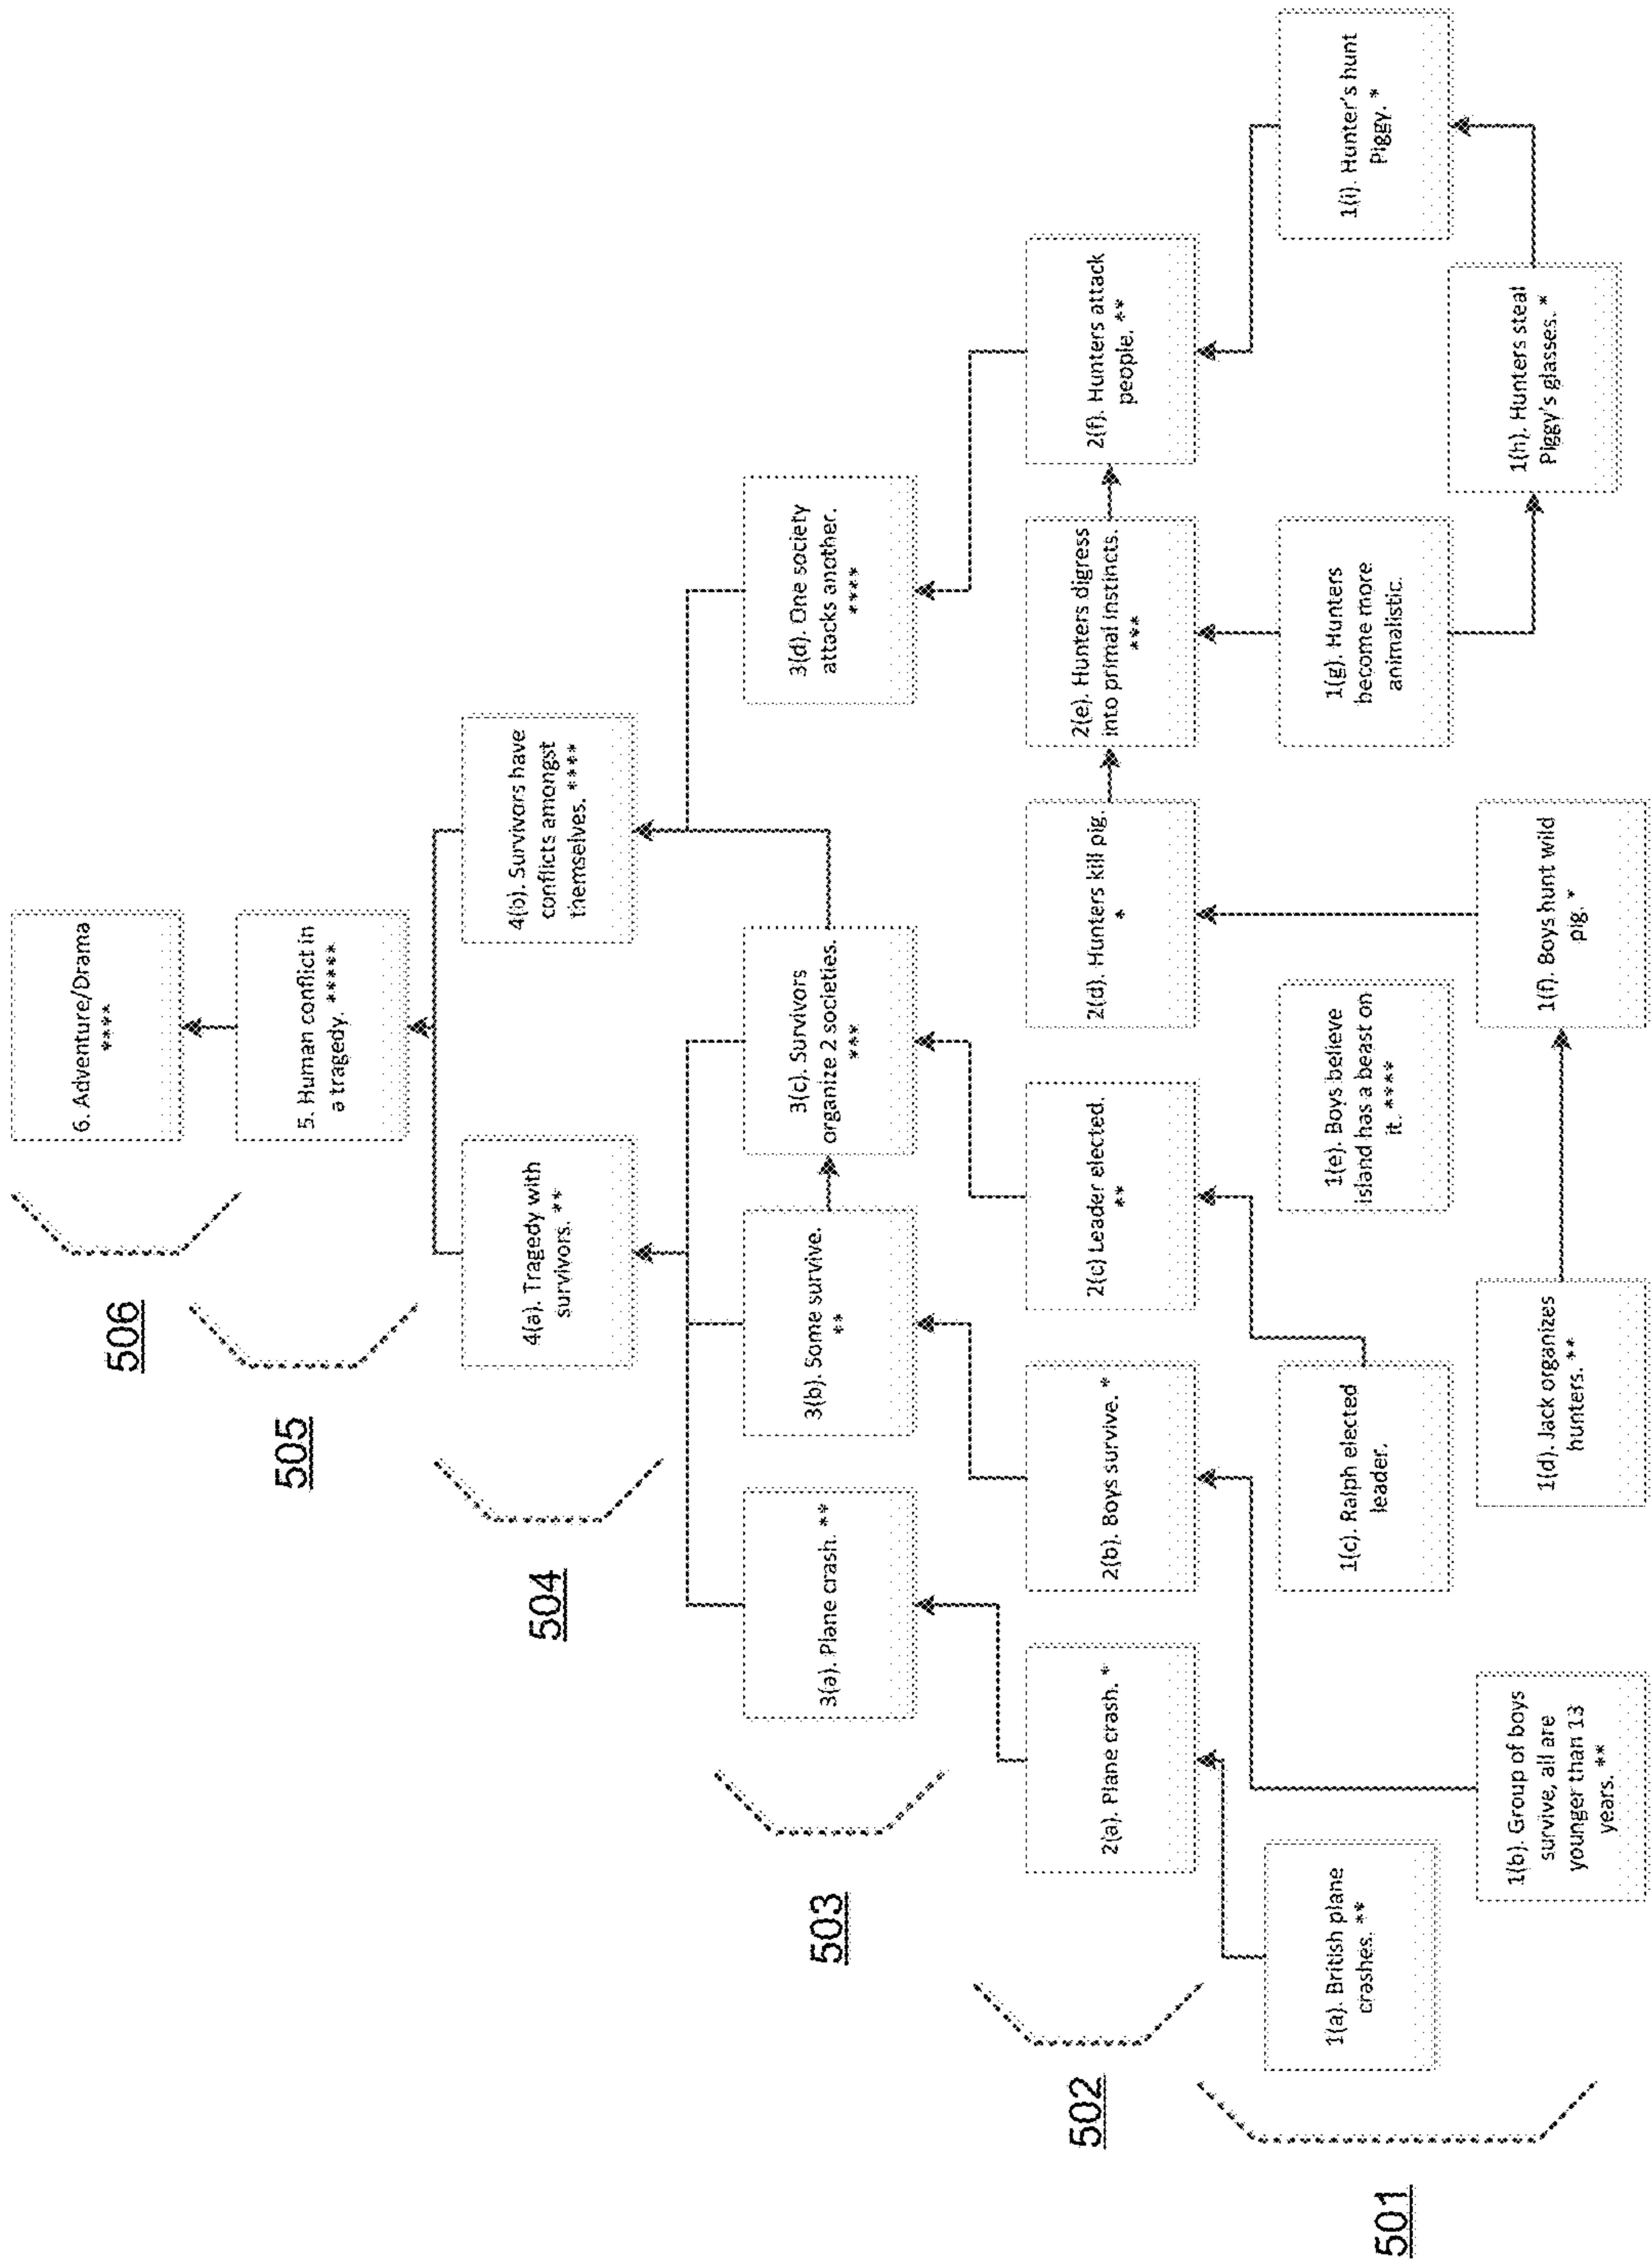 506
6. Adventure/Drama
****
505
5. Human conflict in
a tragedy. *****
504
4(a). Tragedy with
survivors. **
4(b). Survivors have
conflicts amongst
themselves. ****
503
3(a). Plane crash. **
3(b). Some survive.
**
3(c). Survivors
organize 2 societies.
***
3(d). One society
attacks another.
****
502
2(a). Plane crash. *
2(b). Boys survive. *
2(c) Leader elected.
**
2(d). Hunters kill pig.
*
2(e). Hunters digress
into primal instincts.
***
2(f). Hunters attack
people. **
501
1(a). British plane
crashes. **
1(b). Group of boys
survive, all are
younger than 13
years. **
1(c). Ralph elected
leader.
1(d). Jack organizes
hunters. **
1(e). Boys believe
island has a beast on
it. ****
1(f). Boys hunt wild
pig. *
1(g). Hunters
become more
animalistic.
1(h). Hunters steal
Piggy's glasses. *
1(i). Hunter's hunt
Piggy. *